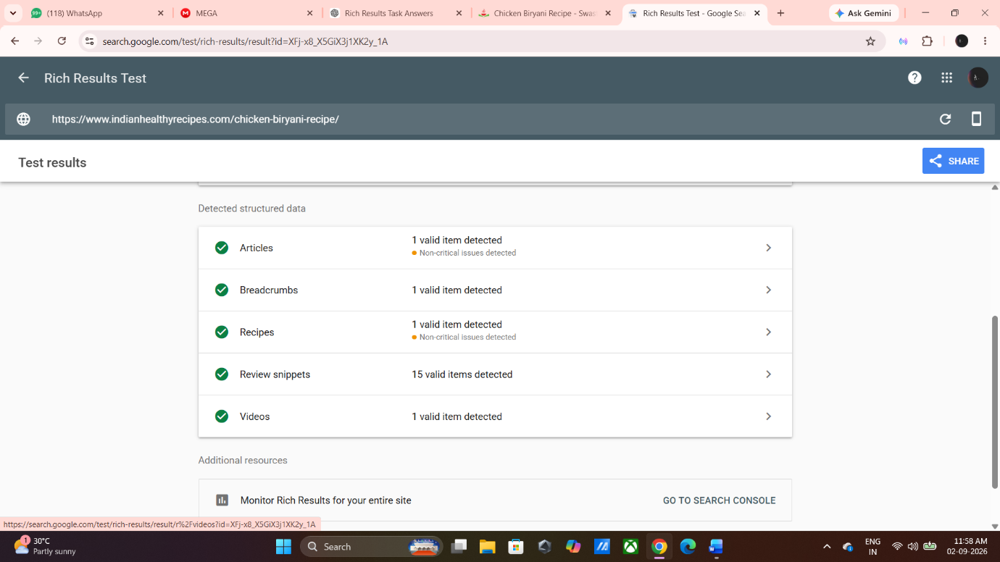 99+ (118) WhatsApp
MEGA
Rich Results Task Answers
Chicken Biryani Recipe - Swas
Rich Results Test - Google Sea
Ask Gemini
search.google.com/test/rich-results/result?id=XFj-x8_X5GiX3j1XK2y_1A
Rich Results Test
https://www.indianhealthyrecipes.com/chicken-biryani-recipe/
Test results
SHARE
Detected structured data
Articles
1 valid item detected
Non-critical issues detected
Breadcrumbs
1 valid item detected
Recipes
1 valid item detected
Non-critical issues detected
Review snippets
15 valid items detected
Videos
1 valid item detected
Additional resources
Monitor Rich Results for your entire site
GO TO SEARCH CONSOLE
https://search.google.com/test/rich-results/result/r%2Fvideos?id=XFj-x8_X5GiX3j1XK2y_1A
1
30°C
Partly sunny
Search
ENG
IN
11:58 AM
02-09-2026